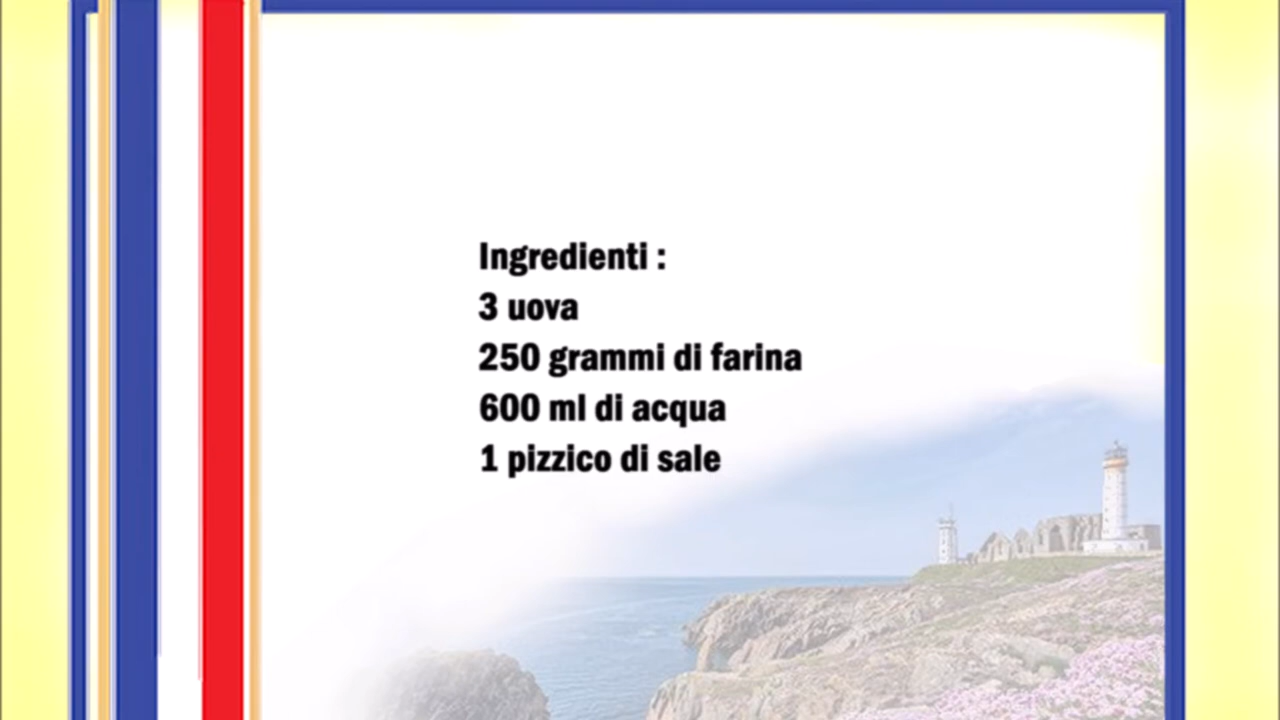 Ingredienti :
3 uova
250 grammi di farina
600 ml di acqua
1 pizzico di sale